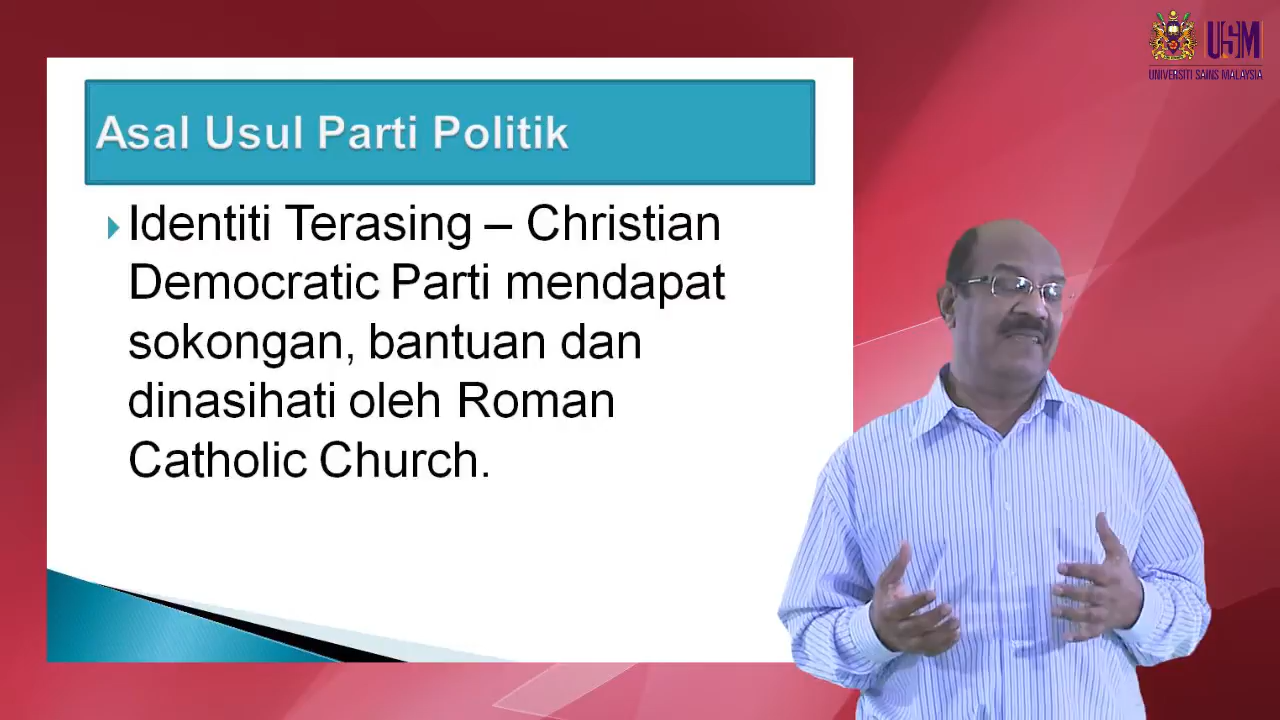 USM
UNIVERSITI SAINS MALAYSIA
Asal Usul Parti Politik
Identiti Terasing – Christian
Democratic Parti mendapat
sokongan, bantuan dan
dinasihati oleh Roman
Catholic Church.